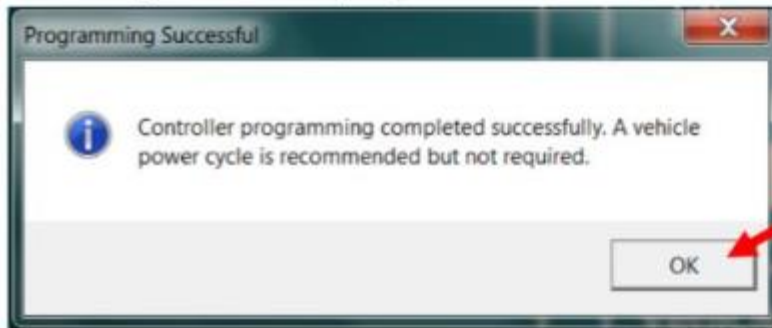 Programming Successful
Controller programming completed successfully. A vehicle
power cycle is recommended but not required.
OK